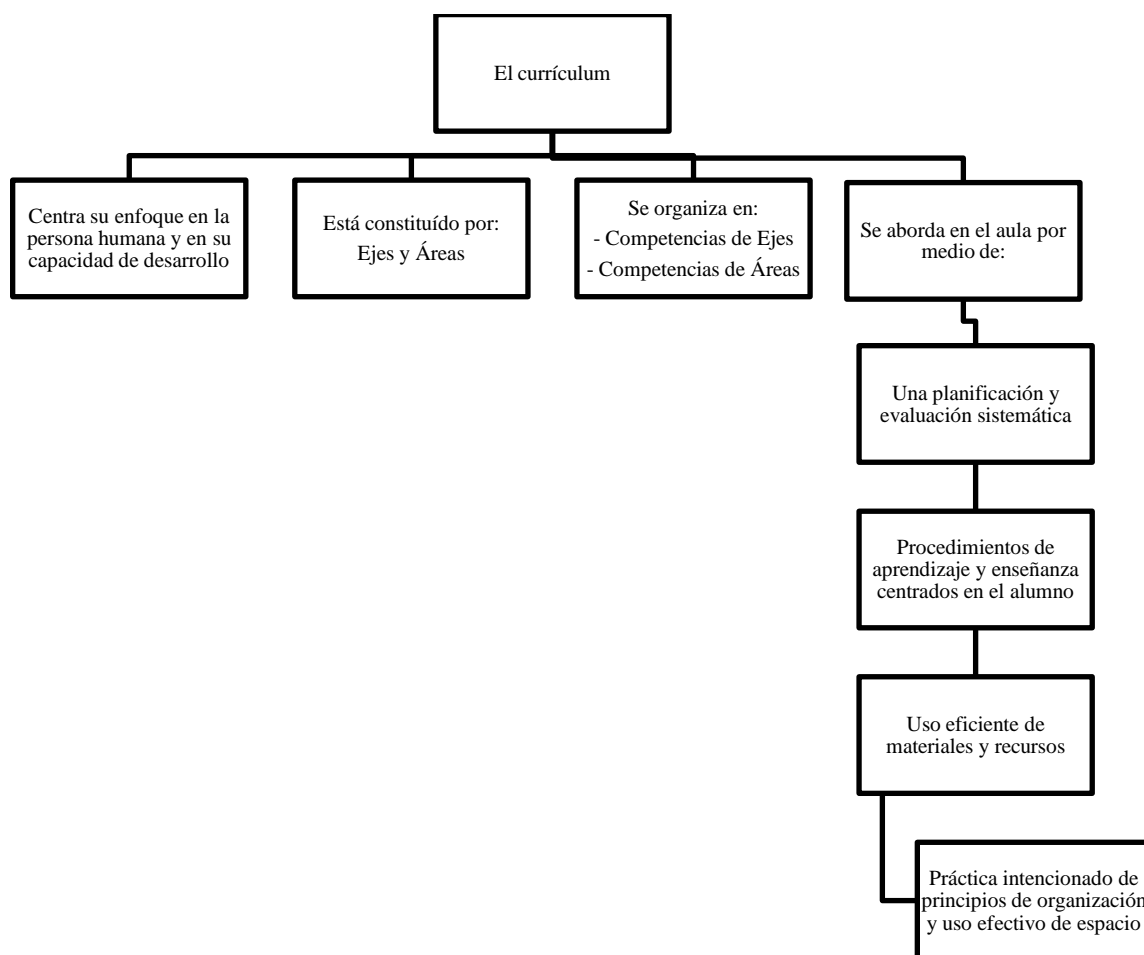 El currículum
Centra su enfoque en la
persona humana y en su
capacidad de desarrollo
Está constituído por:
Ejes y Áreas
Se organiza en:
- Competencias de Ejes
- Competencias de Áreas
Se aborda en el aula por
medio de:
Una planificación y
evaluación sistemática
Procedimientos de
aprendizaje y enseñanza
centrados en el alumno
Uso eficiente de
materiales y recursos
Práctica intencionado de
principios de organización
y uso efectivo de espacio